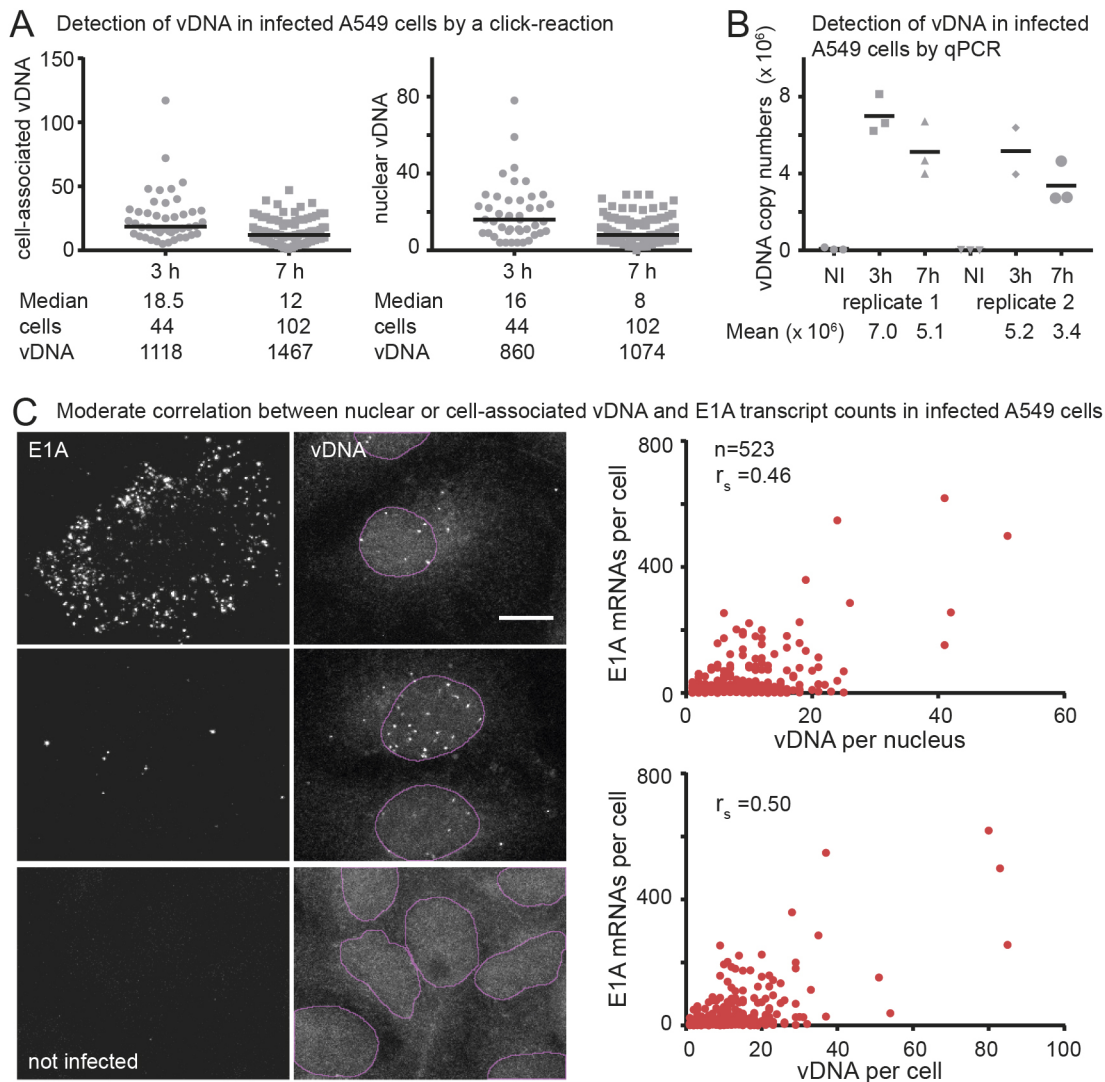 A Detection of vDNA in infected A549 cells by a click-reaction
cell-associated vDNA
150
100
50
0
3 h 7 h
Median 18.5 12
cells 44 102
vDNA 1118 1467
nuclear vDNA
80
40
0
3 h 7 h
16 8
44 102
vDNA 860 1074
B Detection of vDNA in infected
A549 cells by qPCR
vDNA copy numbers (x 10⁶)
8
4
0
NI 3h 7h NI 3h 7h
replicate 1 replicate 2
Mean (x 10⁶) 7.0 5.1 5.2 3.4
C Moderate correlation between nuclear or cell-associated vDNA and E1A transcript counts in infected A549 cells
E1A vDNA
not infected
E1A mRNAs per cell
800
400
0
n=523
rs =0.46
0 20 40 60
vDNA per nucleus
E1A mRNAs per cell
800
400
0
rs =0.50
0 20 40 60 80 100
vDNA per cell